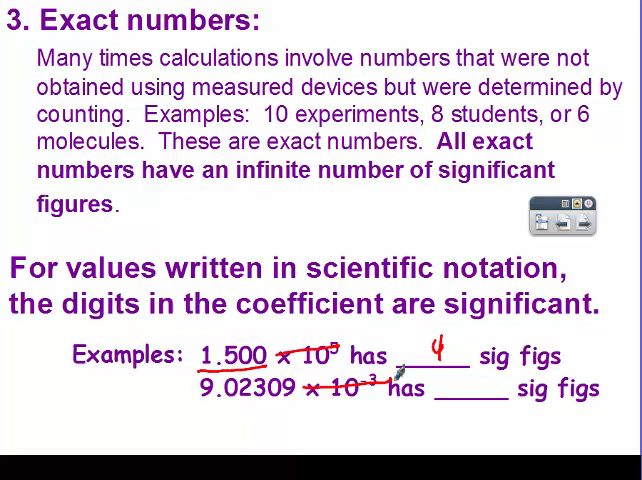 3. Exact numbers:
Many times calculations involve numbers that were not
obtained using measured devices but were determined by
counting. Examples: 10 experiments, 8 students, or 6
molecules. These are exact numbers. All exact
numbers have an infinite number of significant
figures.
For values written in scientific notation,
the digits in the coefficient are significant.
Examples: 1.500 x 10⁵ has __4__ sig figs
9.02309 x 10⁻³ has _____ sig figs